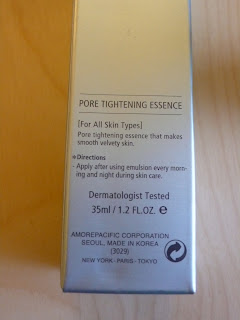 PORE TIGHTENING ESSENCE
[For All Skin Types]
Pore tightening essence that makes
smooth velvety skin.
Directions
- Apply after using emulsion every morn-
ing and night during skin care.
Dermatologist Tested
35ml / 1.2 FL.OZ. ℮
AMOREPACIFIC CORPORATION
SEOUL, MADE IN KOREA
(3029)
NEW YORK · PARIS · TOKYO